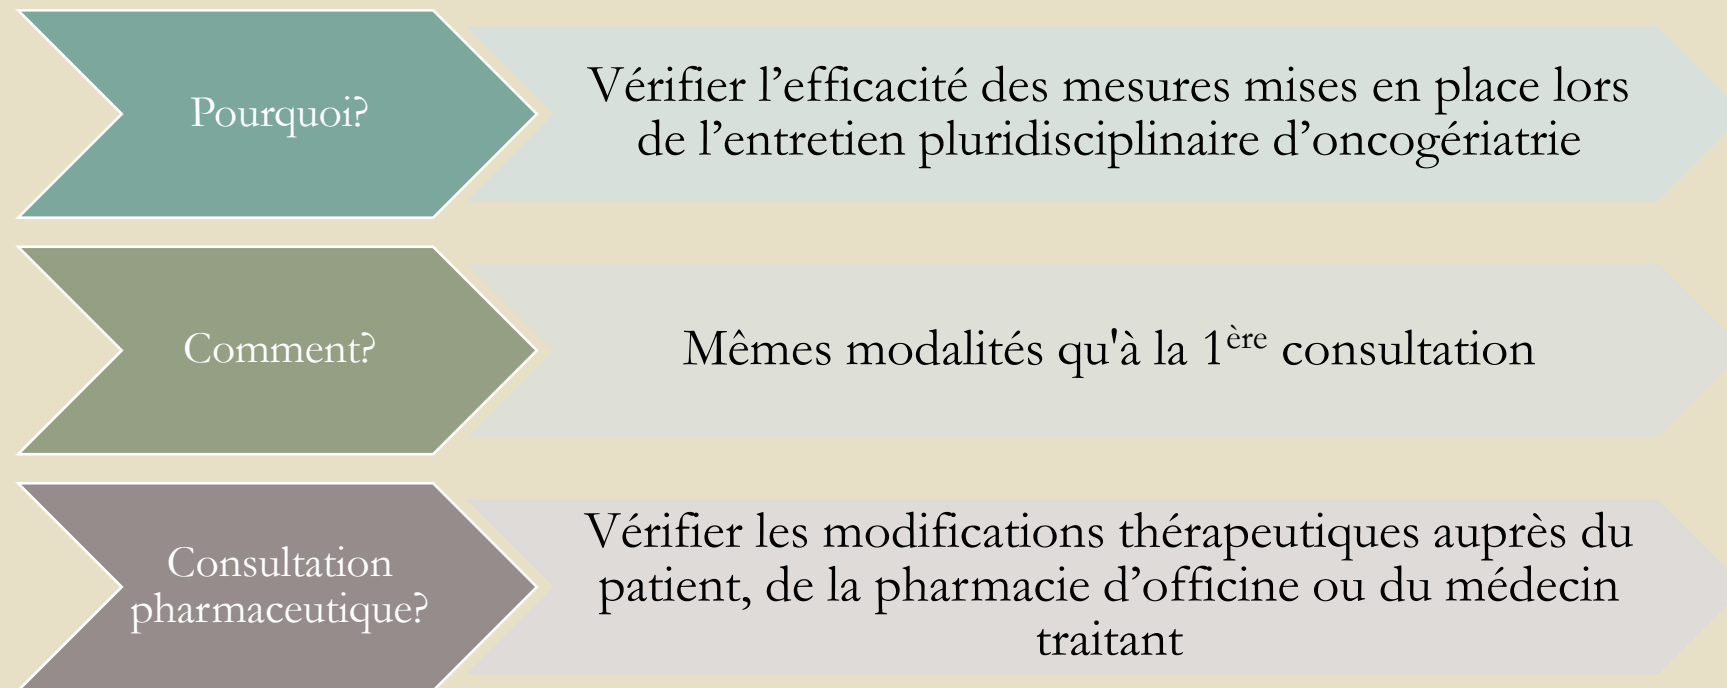 Pourquoi?
Vérifier l’efficacité des mesures mises en place lors
de l’entretien pluridisciplinaire d’oncogériatrie
Comment?
Mêmes modalités qu'à la 1ère consultation
Consultation
pharmaceutique?
Vérifier les modifications thérapeutiques auprès du
patient, de la pharmacie d’officine ou du médecin
traitant